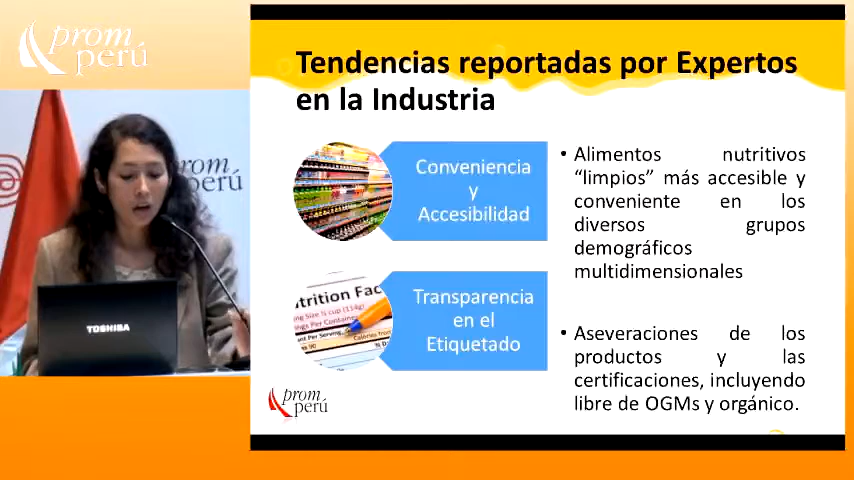 prom
perú
Tendencias reportadas por Expertos
en la Industria
prom
perú
TOSHIBA
Conveniencia
y
Accesibilidad
• Alimentos nutritivos
“limpios” más accesible y
conveniente en los
diversos grupos
demográficos
multidimensionales
trition Fac
Transparencia
en el
Etiquetado
• Aseveraciones de los
productos y las
certificaciones, incluyendo
libre de OGMs y orgánico.
prom
perú